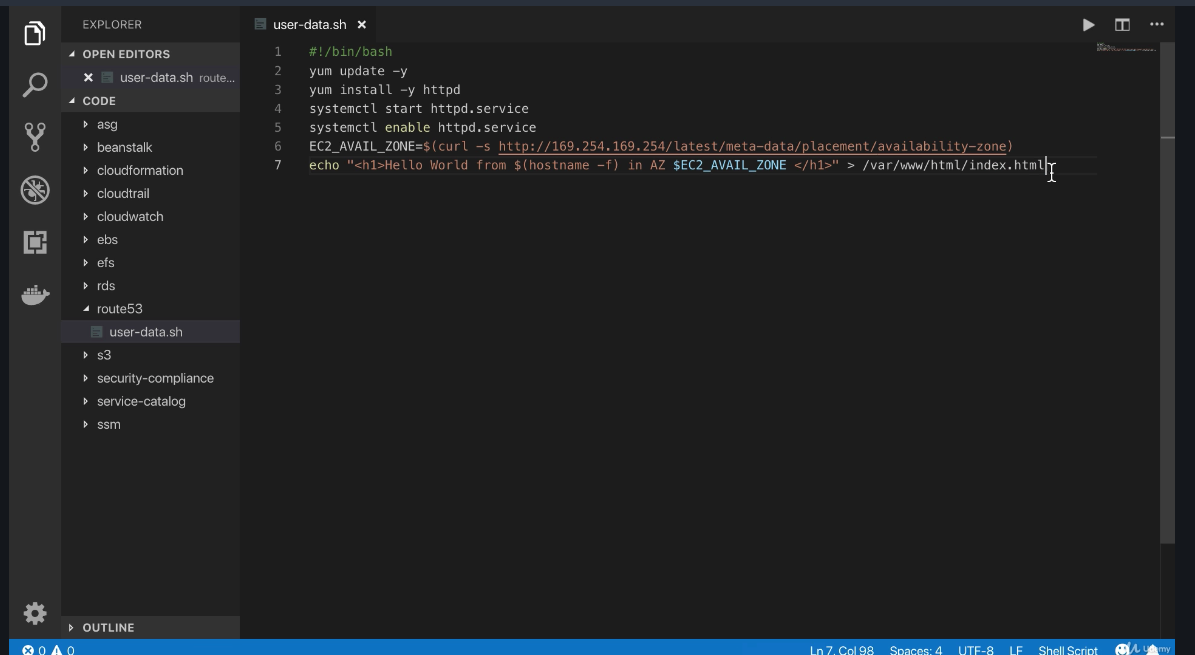 EXPLORER
OPEN EDITORS
user-data.sh route...
CODE
asg
beanstalk
cloudformation
cloudtrail
cloudwatch
ebs
efs
rds
route53
user-data.sh
s3
security-compliance
service-catalog
ssm
OUTLINE
user-data.sh
1 #!/bin/bash
2 yum update -y
3 yum install -y httpd
4 systemctl start httpd.service
5 systemctl enable httpd.service
6 EC2_AVAIL_ZONE=$(curl -s http://169.254.169.254/latest/meta-data/placement/availability-zone)
7 echo "<h1>Hello World from $(hostname -f) in AZ $EC2_AVAIL_ZONE </h1>" > /var/www/html/index.html
0 0
Ln 7, Col 98 Spaces: 4 UTF-8 LF Shell Script
Udemy